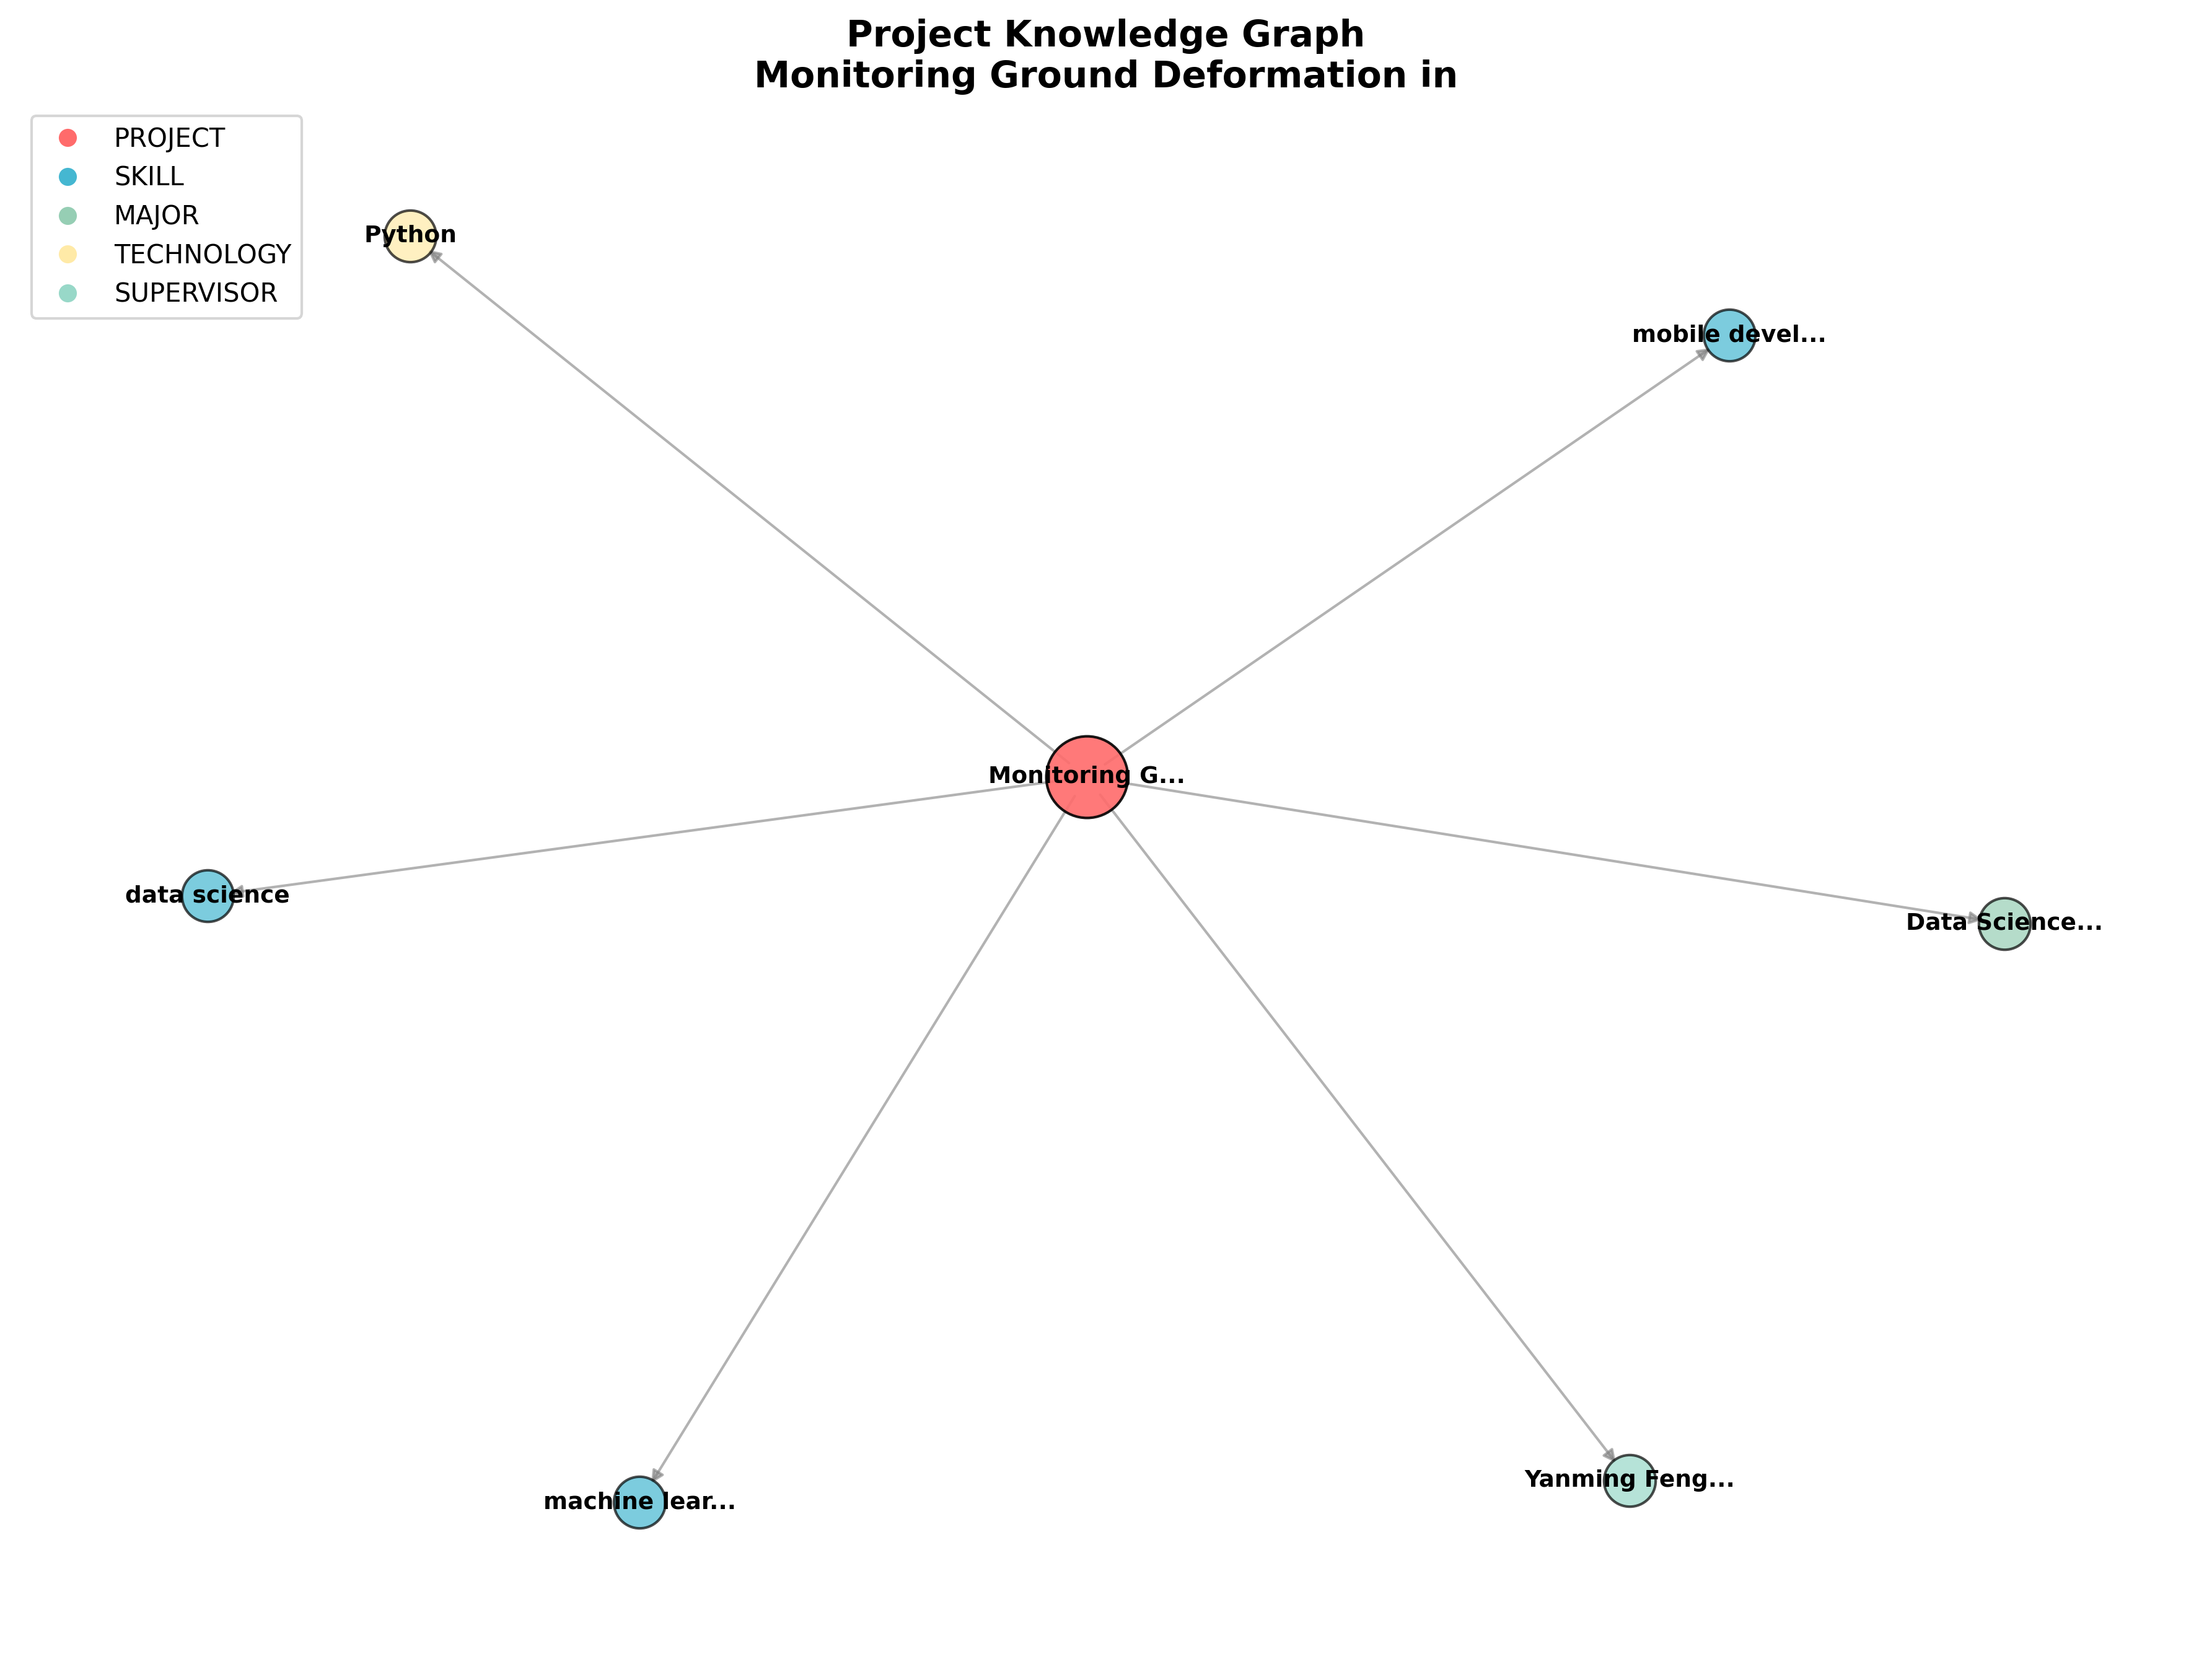 Project Knowledge Graph
Monitoring Ground Deformation in
PROJECT
SKILL
MAJOR
TECHNOLOGY
SUPERVISOR
Python
mobile devel...
Monitoring G...
data science
Data Science...
machine lear...
Yanming Feng...